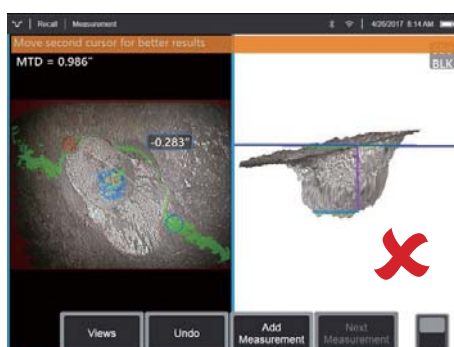 Recall | Measurement
4/26/2017 8:14 AM
Move second cursor for better results
MTD = 0.986"
BLK
-0.283"
Views
Undo
Add
Measurement
Next
Measurement